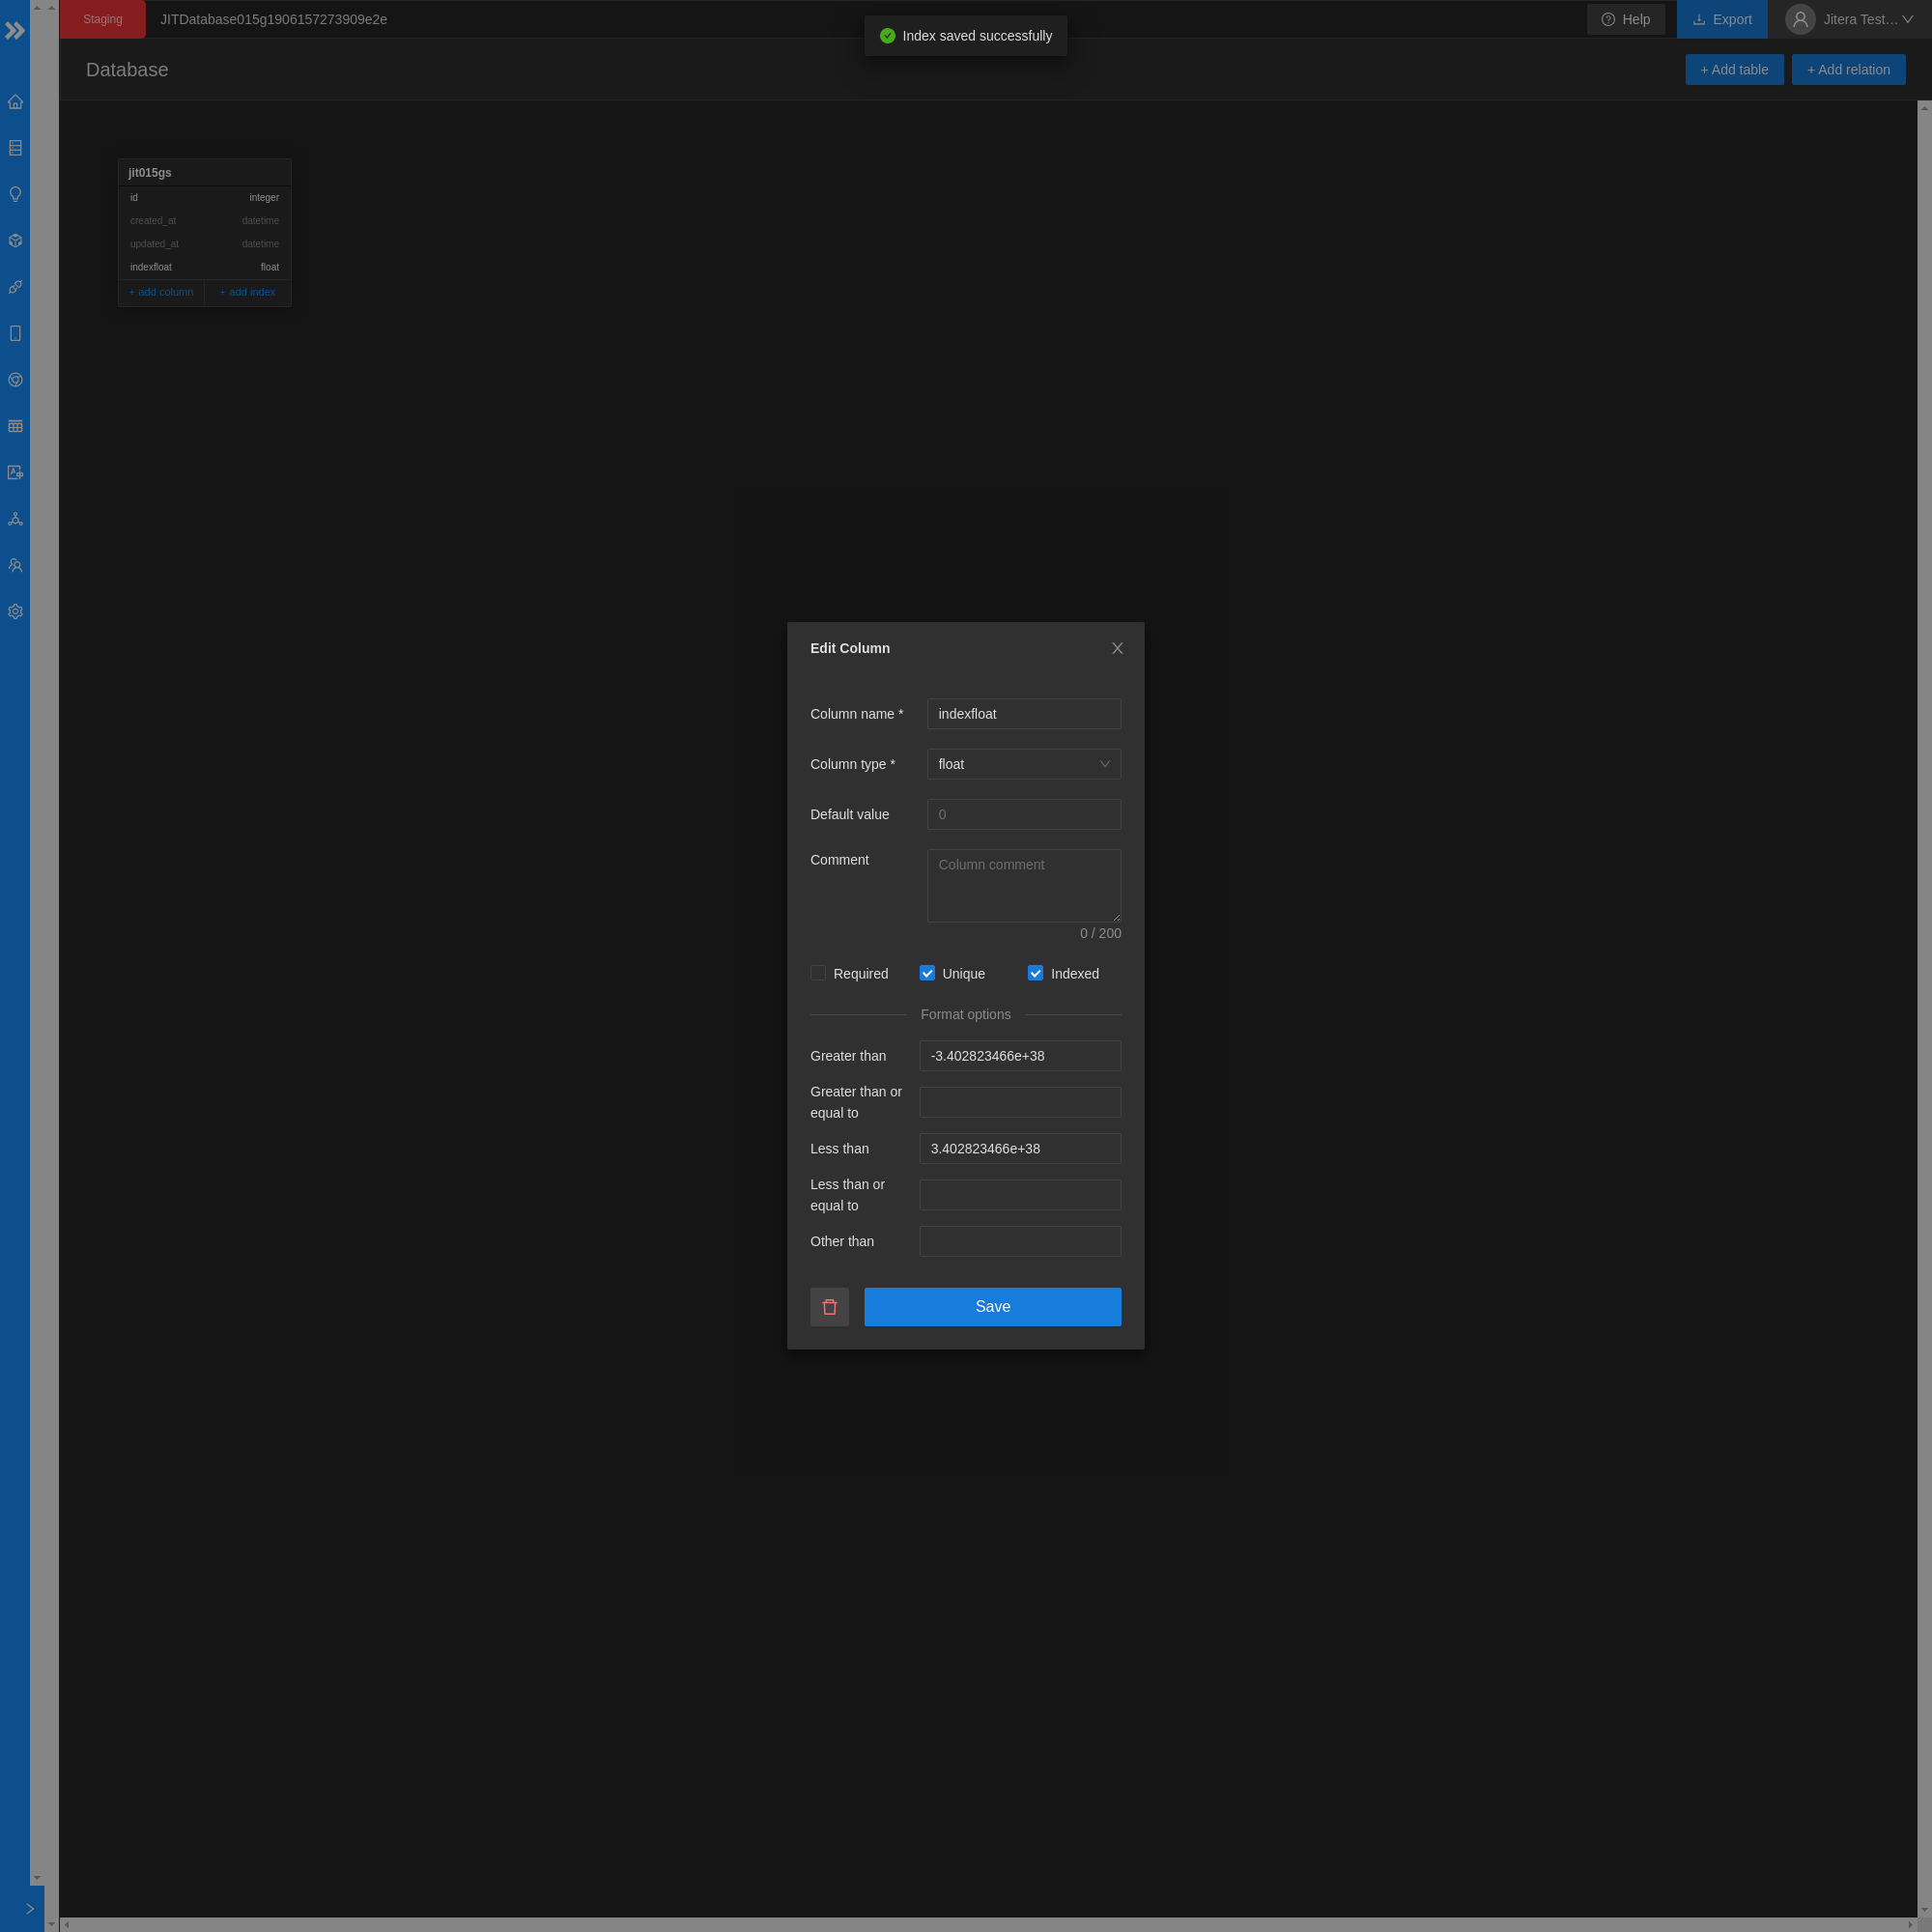 Staging
JITDatabase015g1906157273909e2e
Index saved successfully
Help
Export
Jitera Test…
Database
+ Add table
+ Add relation
jit015gs
id integer
created_at datetime
updated_at datetime
indexfloat float
+ add column + add index
Edit Column
Column name * indexfloat
Column type * float
Default value 0
Comment Column comment
0 / 200
Required Unique Indexed
Format options
Greater than -3.402823466e+38
Greater than or
equal to
Less than 3.402823466e+38
Less than or
equal to
Other than
Save